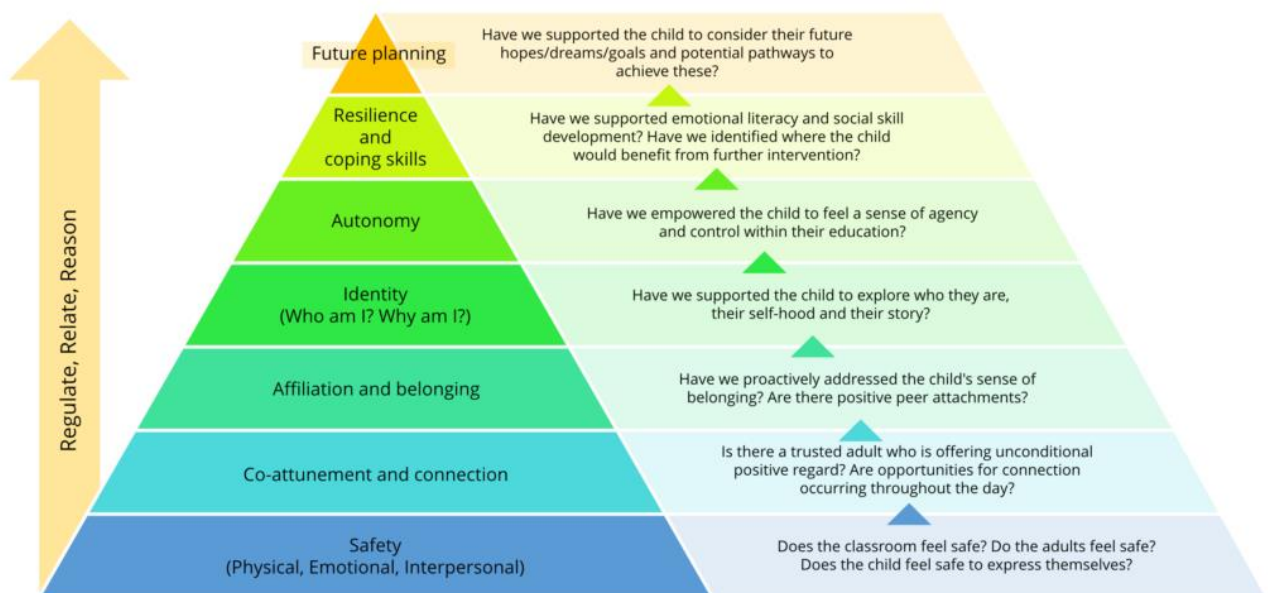 Regulate, Relate, Reason
Future planning
Have we supported the child to consider their future
hopes/dreams/goals and potential pathways to
achieve these?
Resilience
and
coping skills
Have we supported emotional literacy and social skill
development? Have we identified where the child
would benefit from further intervention?
Autonomy
Have we empowered the child to feel a sense of agency
and control within their education?
Identity
(Who am I? Why am I?)
Have we supported the child to explore who they are,
their self-hood and their story?
Affiliation and belonging
Have we proactively addressed the child's sense of
belonging? Are there positive peer attachments?
Co-attunement and connection
Is there a trusted adult who is offering unconditional
positive regard? Are opportunities for connection
occurring throughout the day?
Safety
(Physical, Emotional, Interpersonal)
Does the classroom feel safe? Do the adults feel safe?
Does the child feel safe to express themselves?